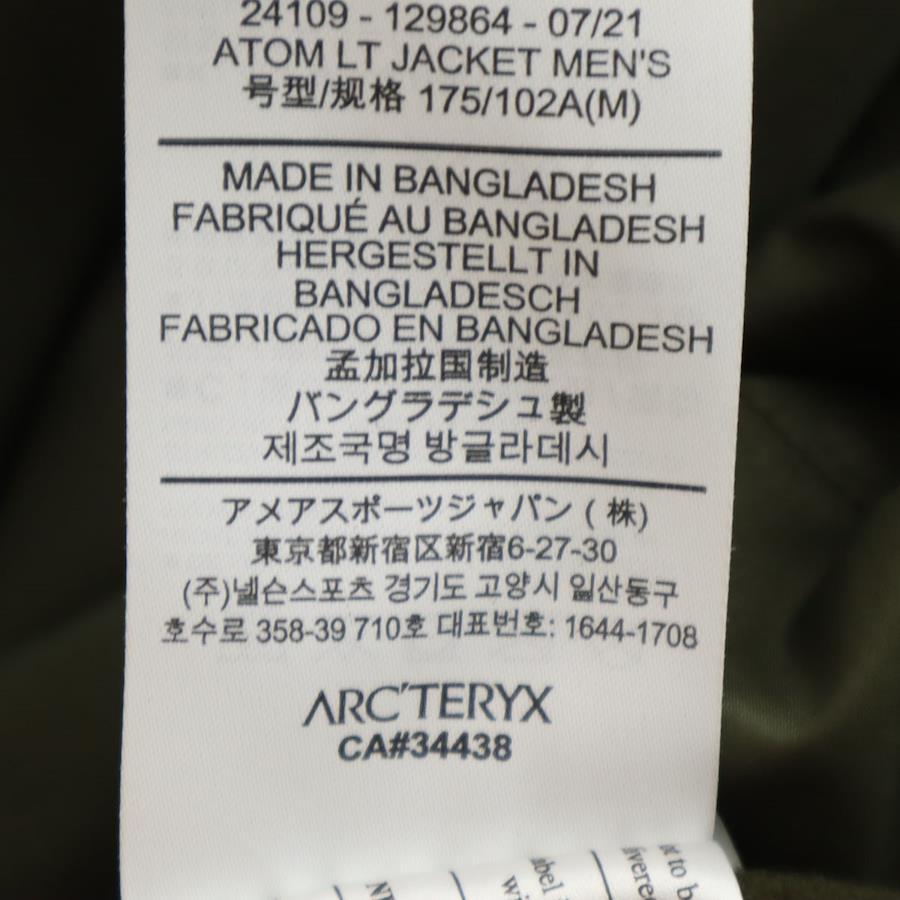 24109 - 129864 - 07/21
ATOM LT JACKET MEN'S
号型/规格 175/102A(M)
MADE IN BANGLADESH
FABRIQUÉ AU BANGLADESH
HERGESTELLT IN
BANGLADESCH
FABRICADO EN BANGLADESH
孟加拉国制造
バングラデシュ製
제조국명 방글라데시
アメアスポーツジャパン ( 株)
東京都新宿区新宿6-27-30
(주)넬슨스포츠 경기도 고양시 일산동구
호수로 358-39 710호 대표번호: 1644-1708
ARC'TERYX
CA#34438